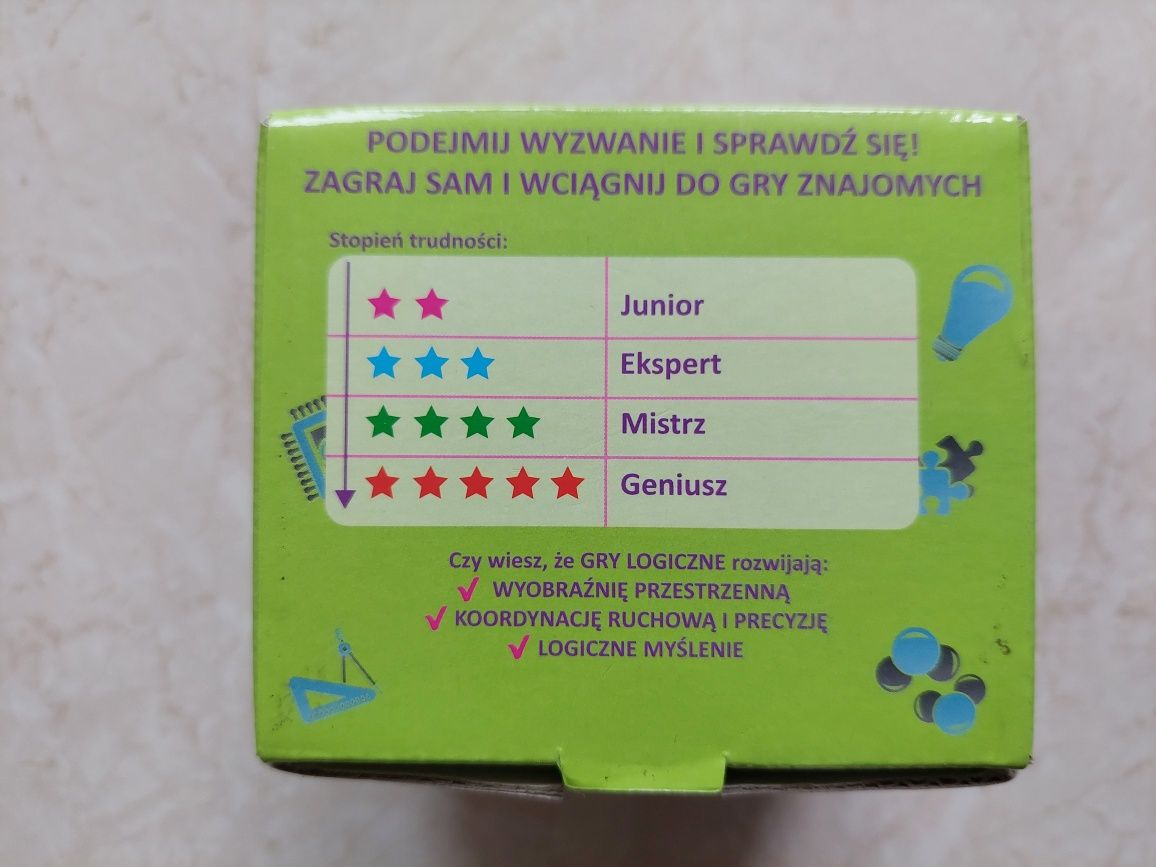 PODEJMIJ WYZWANIE I SPRAWDŹ SIĘ!
ZAGRAJ SAM I WCIĄGNIJ DO GRY ZNAJOMYCH
Stopień trudności:
Junior
Ekspert
Mistrz
Geniusz
Czy wiesz, że GRY LOGICZNE rozwijają:
WYOBRAŹNIĘ PRZESTRZENNĄ
KOORDYNACJĘ RUCHOWĄ I PRECYZJĘ
LOGICZNE MYŚLENIE